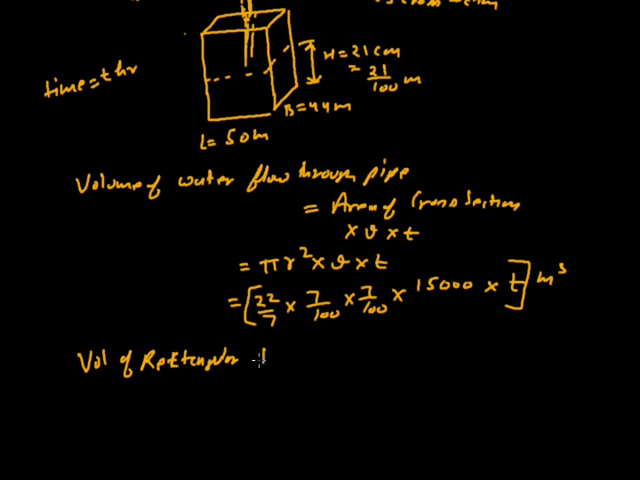 H = 21 cm
= 21/100 m
time = t hr
B = 44 m
L = 50 m
Volume of water flow through pipe
= Area of Cross Section
× v × t
= πr² × v × t
= [22/7 × 7/100 × 7/100 × 15000 × t] m³
Vol of Rectangular